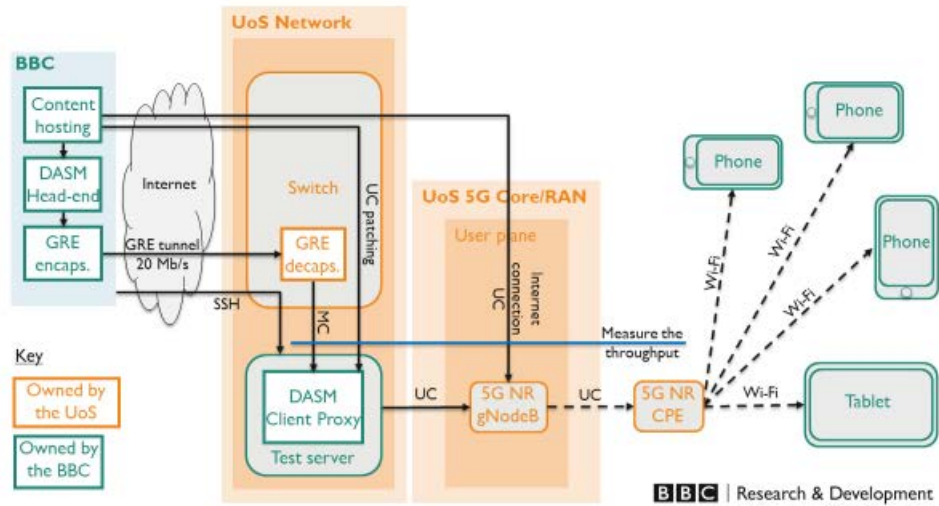 UoS Network
BBC
Content
hosting
DASM
Head-end
GRE
encaps.
Internet
GRE tunnel
20 Mb/s
SSH
Switch
GRE
decaps.
UC patching
MC
DASM
Client Proxy
Test server
UoS 5G Core/RAN
User plane
Internet
connection
UC
Measure the
throughput
UC
5G NR
gNodeB
UC
5G NR
CPE
Wi-Fi
Wi-Fi
Wi-Fi
Wi-Fi
Phone
Phone
Phone
Tablet
Key
Owned by
the UoS
Owned by
the BBC
BBC | Research & Development